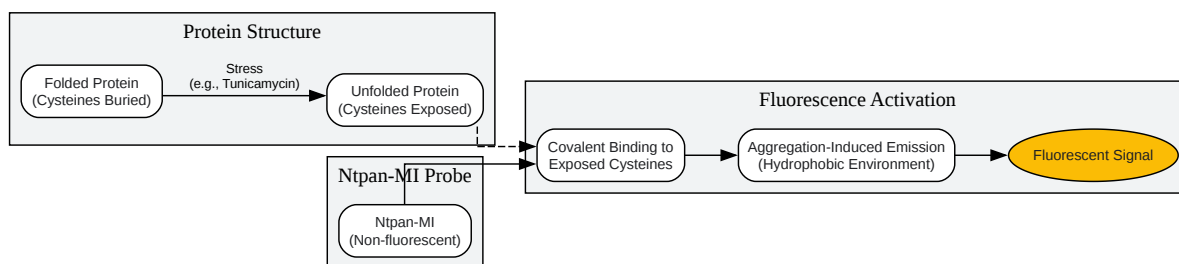 Protein Structure
Folded Protein
(Cysteines Buried)
Stress
(e.g., Tunicamycin)
Unfolded Protein
(Cysteines Exposed)
Ntpan-MI Probe
Ntpan-MI
(Non-fluorescent)
Fluorescence Activation
Covalent Binding to
Exposed Cysteines
Aggregation-Induced Emission
(Hydrophobic Environment)
Fluorescent Signal